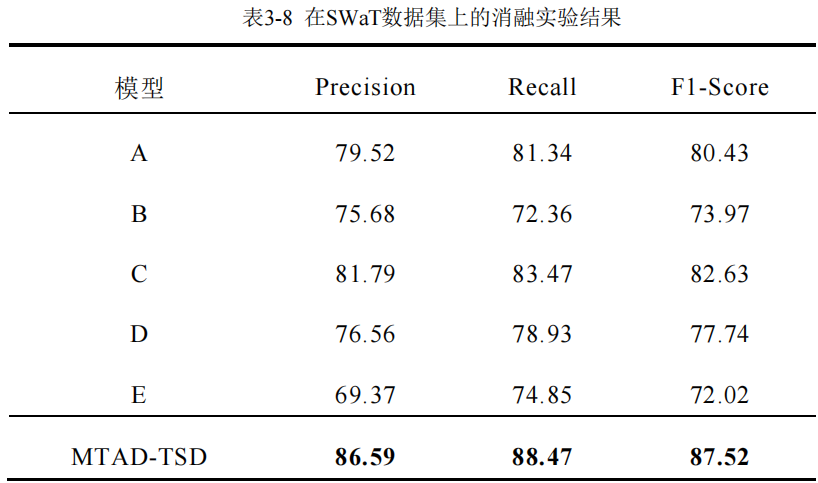 表3-8 在SWaT数据集上的消融实验结果
模型 Precision Recall F1-Score
A 79.52 81.34 80.43
B 75.68 72.36 73.97
C 81.79 83.47 82.63
D 76.56 78.93 77.74
E 69.37 74.85 72.02
MTAD-TSD 86.59 88.47 87.52